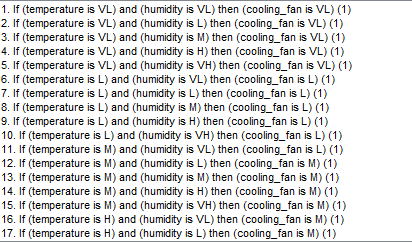 1. If (temperature is VL) and (humidity is VL) then (cooling_fan is VL) (1)
2. If (temperature is VL) and (humidity is L) then (cooling_fan is VL) (1)
3. If (temperature is VL) and (humidity is M) then (cooling_fan is VL) (1)
4. If (temperature is VL) and (humidity is H) then (cooling_fan is VL) (1)
5. If (temperature is VL) and (humidity is VH) then (cooling_fan is VL) (1)
6. If (temperature is L) and (humidity is VL) then (cooling_fan is L) (1)
7. If (temperature is L) and (humidity is L) then (cooling_fan is L) (1)
8. If (temperature is L) and (humidity is M) then (cooling_fan is L) (1)
9. If (temperature is L) and (humidity is H) then (cooling_fan is L) (1)
10. If (temperature is L) and (humidity is VH) then (cooling_fan is L) (1)
11. If (temperature is M) and (humidity is VL) then (cooling_fan is L) (1)
12. If (temperature is M) and (humidity is L) then (cooling_fan is M) (1)
13. If (temperature is M) and (humidity is M) then (cooling_fan is M) (1)
14. If (temperature is M) and (humidity is H) then (cooling_fan is M) (1)
15. If (temperature is M) and (humidity is VH) then (cooling_fan is M) (1)
16. If (temperature is H) and (humidity is VL) then (cooling_fan is M) (1)
17. If (temperature is H) and (humidity is L) then (cooling_fan is M) (1)